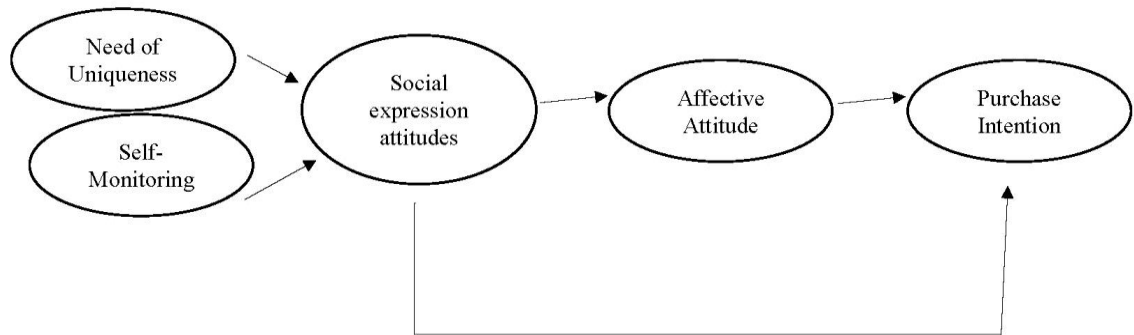 Need of
Uniqueness
Self-
Monitoring
Social
expression
attitudes
Affective
Attitude
Purchase
Intention